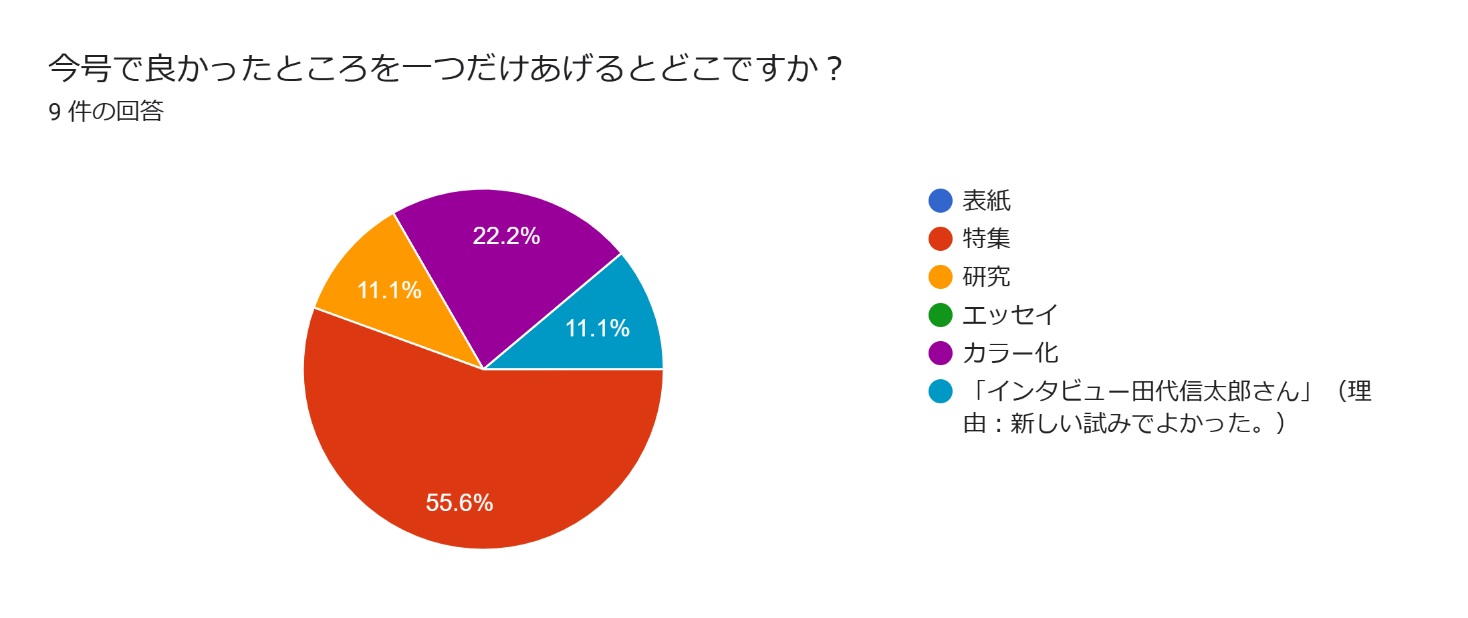 今号で良かったところを一つだけあげるとどこですか？
9 件の回答
22.2%
11.1%
11.1%
55.6%
表紙
特集
研究
エッセイ
カラー化
「インタビュー田代信太郎さん」（理
由：新しい試みでよかった。）